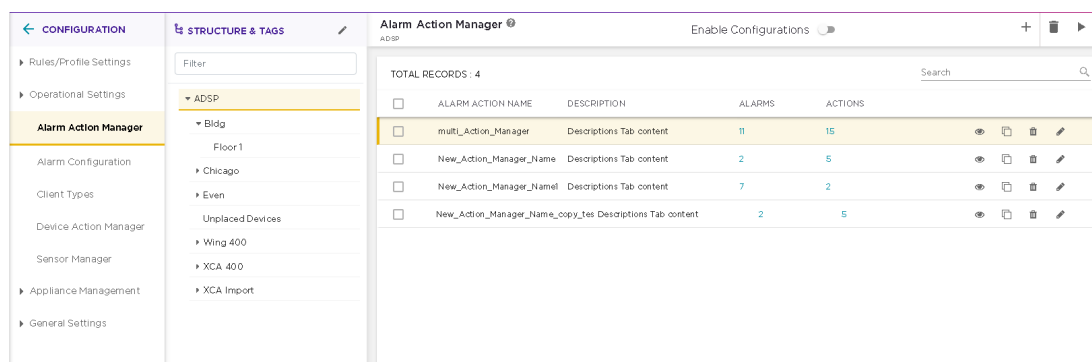 CONFIGURATION
Rules/Profile Settings
Operational Settings
Alarm Action Manager
Alarm Configuration
Client Types
Device Action Manager
Sensor Manager
Appliance Management
General Settings
STRUCTURE & TAGS
Filter
ADSP
Bldg
Floor 1
Chicago
Even
Unplaced Devices
Wing 400
XCA 400
XCA Import
Alarm Action Manager ?
ADSP
Enable Configurations
TOTAL RECORDS : 4
Search
ALARM ACTION NAME DESCRIPTION ALARMS ACTIONS
multi_Action_Manager Descriptions Tab content 11 15
New_Action_Manager_Name Descriptions Tab content 2 5
New_Action_Manager_Name1 Descriptions Tab content 7 2
New_Action_Manager_Name_copy_tes Descriptions Tab content 2 5